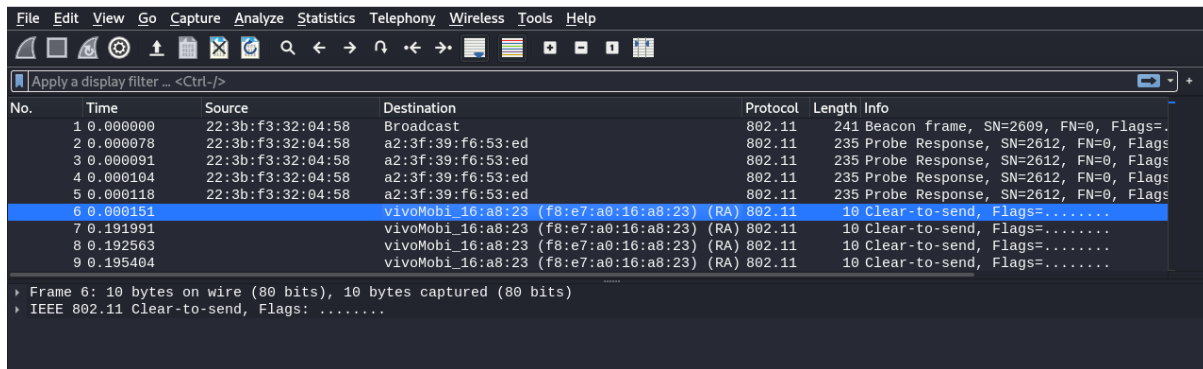 File Edit View Go Capture Analyze Statistics Telephony Wireless Tools Help
Apply a display filter ... <Ctrl-/>
No. Time Source Destination Protocol Length Info
1 0.000000 22:3b:f3:32:04:58 Broadcast 802.11 241 Beacon frame, SN=2609, FN=0, Flags=.
2 0.000078 22:3b:f3:32:04:58 a2:3f:39:f6:53:ed 802.11 235 Probe Response, SN=2612, FN=0, Flags
3 0.000091 22:3b:f3:32:04:58 a2:3f:39:f6:53:ed 802.11 235 Probe Response, SN=2612, FN=0, Flags
4 0.000104 22:3b:f3:32:04:58 a2:3f:39:f6:53:ed 802.11 235 Probe Response, SN=2612, FN=0, Flags
5 0.000118 22:3b:f3:32:04:58 a2:3f:39:f6:53:ed 802.11 235 Probe Response, SN=2612, FN=0, Flags
6 0.000151 vivoMobi_16:a8:23 (f8:e7:a0:16:a8:23) (RA) 802.11 10 Clear-to-send, Flags=........
7 0.191991 vivoMobi_16:a8:23 (f8:e7:a0:16:a8:23) (RA) 802.11 10 Clear-to-send, Flags=........
8 0.192563 vivoMobi_16:a8:23 (f8:e7:a0:16:a8:23) (RA) 802.11 10 Clear-to-send, Flags=........
9 0.195404 vivoMobi_16:a8:23 (f8:e7:a0:16:a8:23) (RA) 802.11 10 Clear-to-send, Flags=........
Frame 6: 10 bytes on wire (80 bits), 10 bytes captured (80 bits)
IEEE 802.11 Clear-to-send, Flags: ........